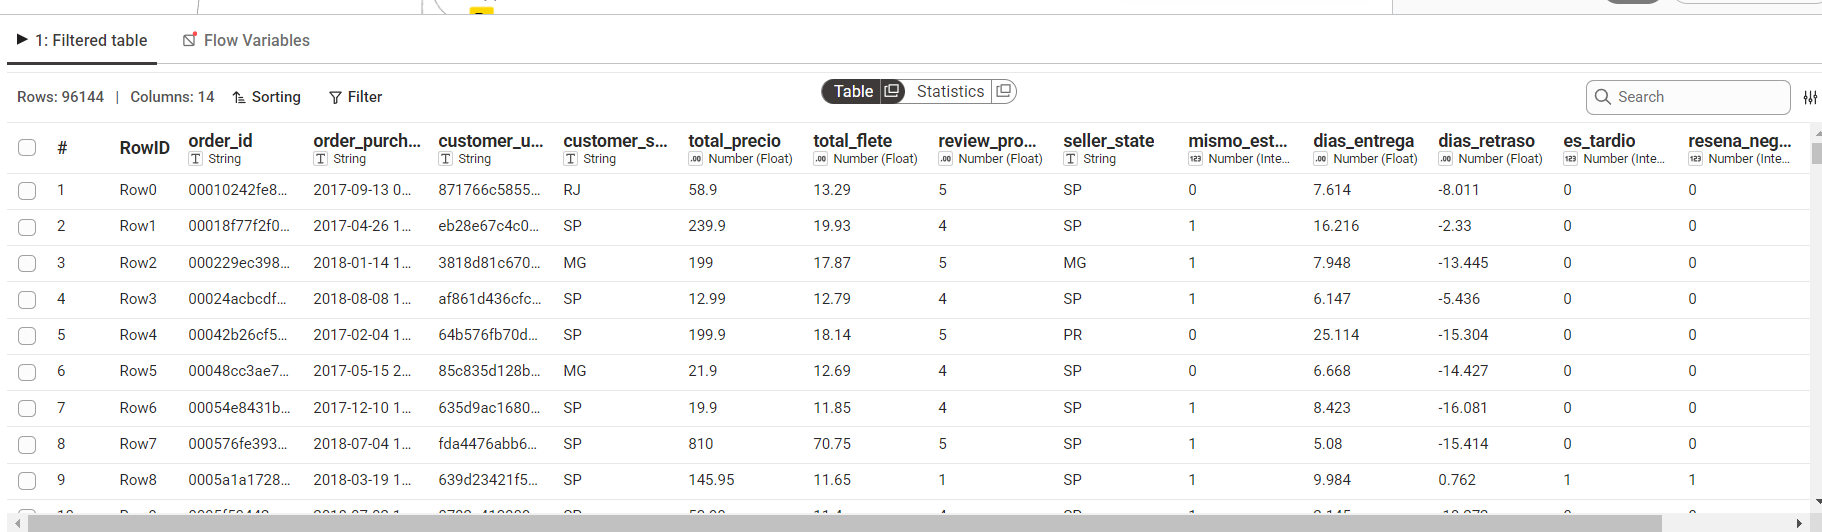 1: Filtered table Flow Variables
Rows: 96144 | Columns: 14 Sorting Filter Table Statistics Search
# RowID order_id order_purch... customer_u... customer_s... total_precio total_flete review_pro... seller_state mismo_est... dias_entrega dias_retraso es_tardio resena_neg...
String String String String Number (Float) Number (Float) Number (Float) String Number (Inte... Number (Float) Number (Float) Number (Inte... Number (Inte...
1 Row0 00010242fe8... 2017-09-13 0... 871766c5855... RJ 58.9 13.29 5 SP 0 7.614 -8.011 0 0
2 Row1 00018f77f2f0... 2017-04-26 1... eb28e67c4c0... SP 239.9 19.93 4 SP 1 16.216 -2.33 0 0
3 Row2 000229ec398... 2018-01-14 1... 3818d81c670... MG 199 17.87 5 MG 1 7.948 -13.445 0 0
4 Row3 00024acbcdf... 2018-08-08 1... af861d436cfc... SP 12.99 12.79 4 SP 1 6.147 -5.436 0 0
5 Row4 00042b26cf5... 2017-02-04 1... 64b576fb70d... SP 199.9 18.14 5 PR 0 25.114 -15.304 0 0
6 Row5 00048cc3ae7... 2017-05-15 2... 85c835d128b... MG 21.9 12.69 4 SP 0 6.668 -14.427 0 0
7 Row6 00054e8431b... 2017-12-10 1... 635d9ac1680... SP 19.9 11.85 4 SP 1 8.423 -16.081 0 0
8 Row7 000576fe393... 2018-07-04 1... fda4476abb6... SP 810 70.75 5 SP 1 5.08 -15.414 0 0
9 Row8 0005a1a1728... 2018-03-19 1... 639d23421f5... SP 145.95 11.65 1 SP 1 9.984 0.762 1 1